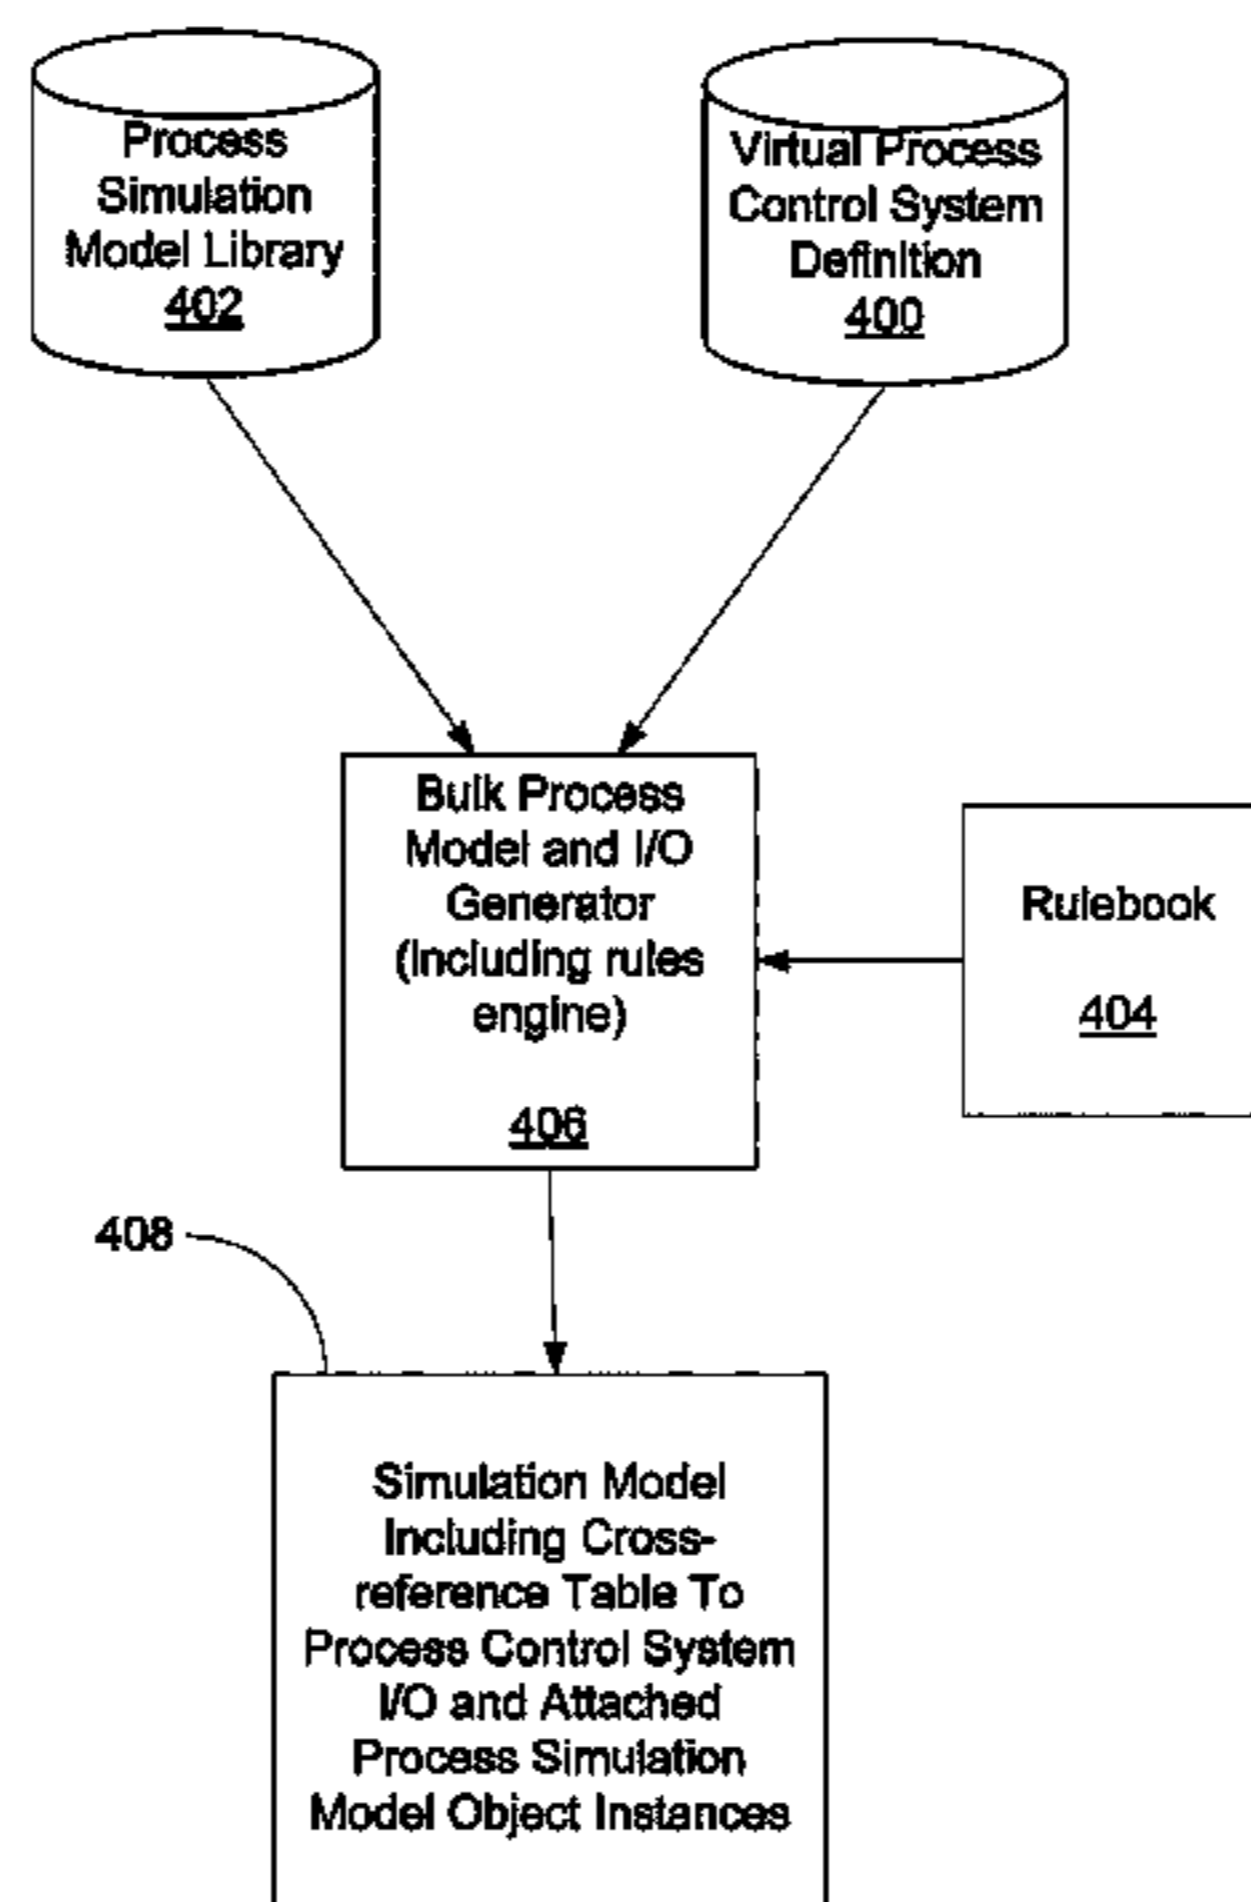 Process
Simulation
Model Library
402
Virtual Process
Control System
Definition
400
Bulk Process
Model and I/O
Generator
(including rules
engine)
406
Rulebook
404
408
Simulation Model
Including Cross-
reference Table To
Process Control System
I/O and Attached
Process Simulation
Model Object Instances